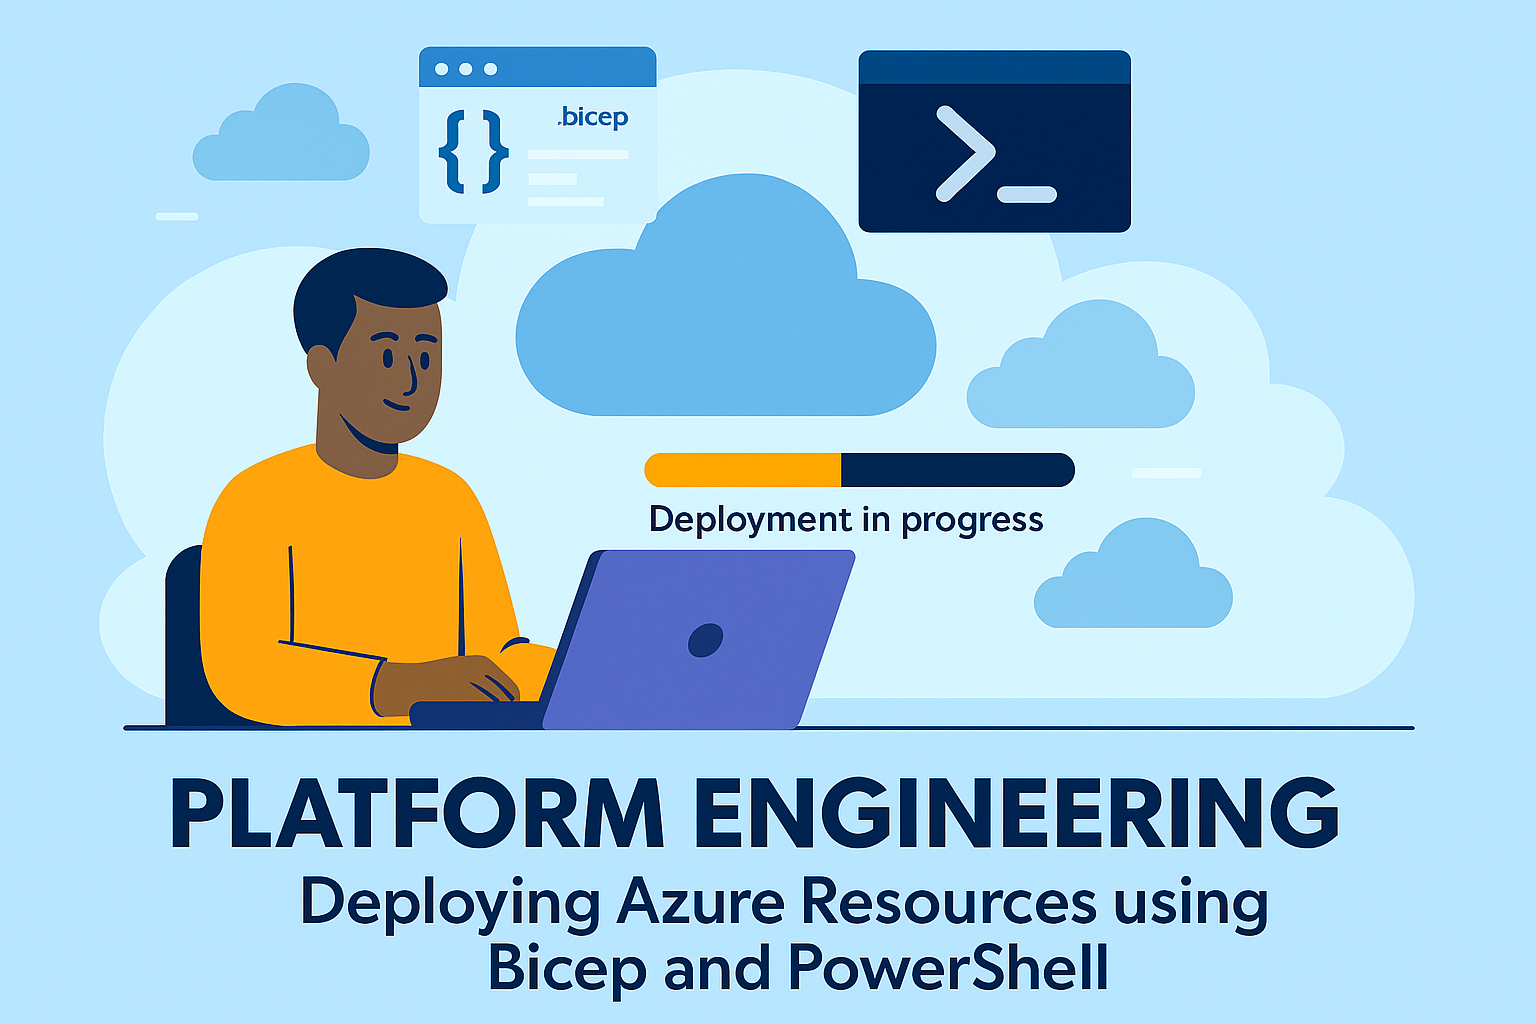 { }
.bicep
>_
Deployment in progress
PLATFORM ENGINEERING
Deploying Azure Resources using
Bicep and PowerShell